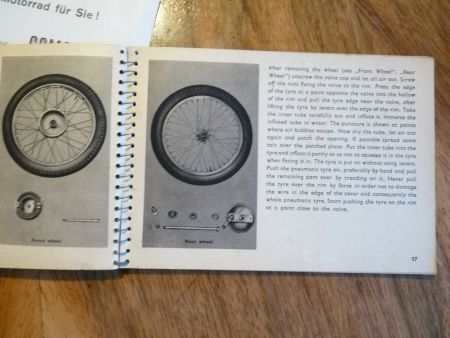 Motorrad für Sie !
Front wheel
Rear wheel
After removing the wheel (see „Front Wheel", „Rear
Wheel") unstrew the valve cap and let all air out. Screw
off the nuts fixing the valve to the rim. Press the edge
of the tyre at a point opposite the valve into the hollow
of the rim and pull the tyre edge near the valve, after
lifting the tyre by levers over the edge of the rim. Take
the inner tube carefully out and inflate it. Immerse the
inflated tube in water. The puncture is shown at points
where air bubbles escape. Now dry the tube, let air out
again and patch the opening. If possible spread some
talc over the patched place. Put the inner tube into the
tyre and inflate it partly so as not to squeeze it in the tyre
when fitting it in. The tyre is put on without using levers.
Push the pneumatic tyre on, preferably by hand and pull
the remaining part over by treading on it. Never pull
the tyre over the rim by force in order not to damage
the wire in the edge of the cover and consequently the
whole pneumatic tyre. Start pushing the tyre on the rim
at a point close to the valve.
17